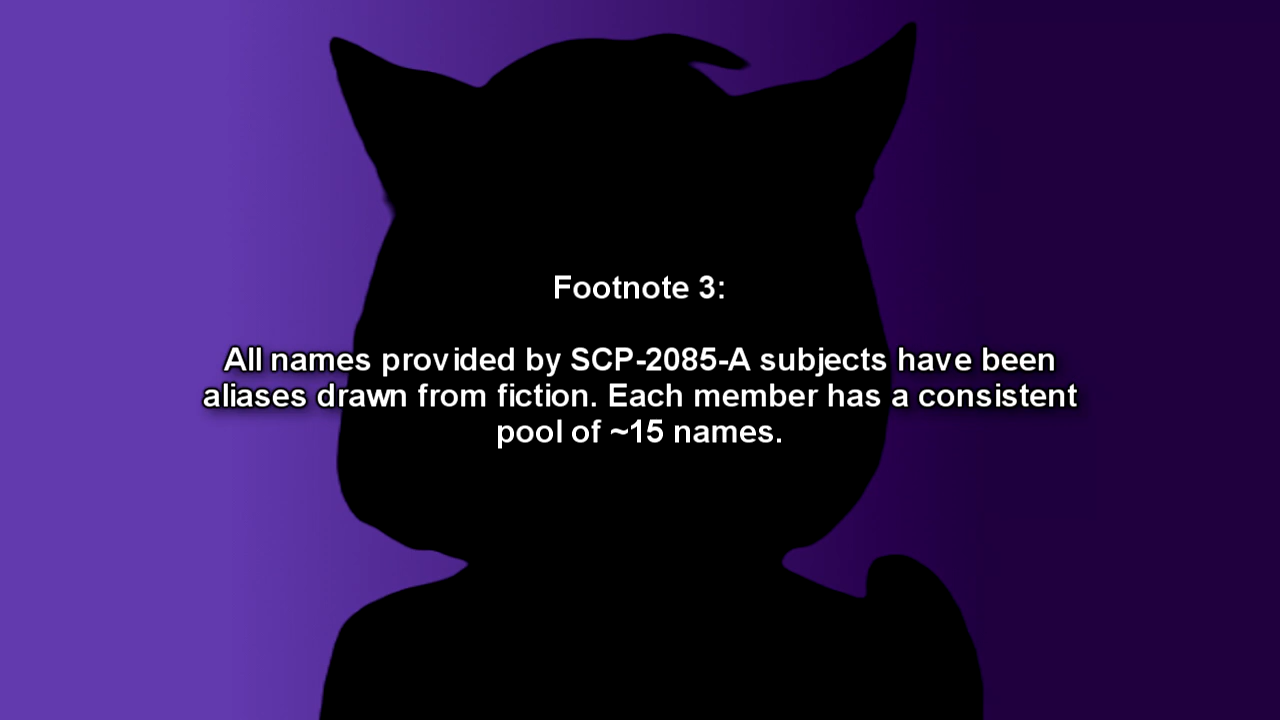 Footnote 3:
All names provided by SCP-2085-A subjects have been
aliases drawn from fiction. Each member has a consistent
pool of ~15 names.